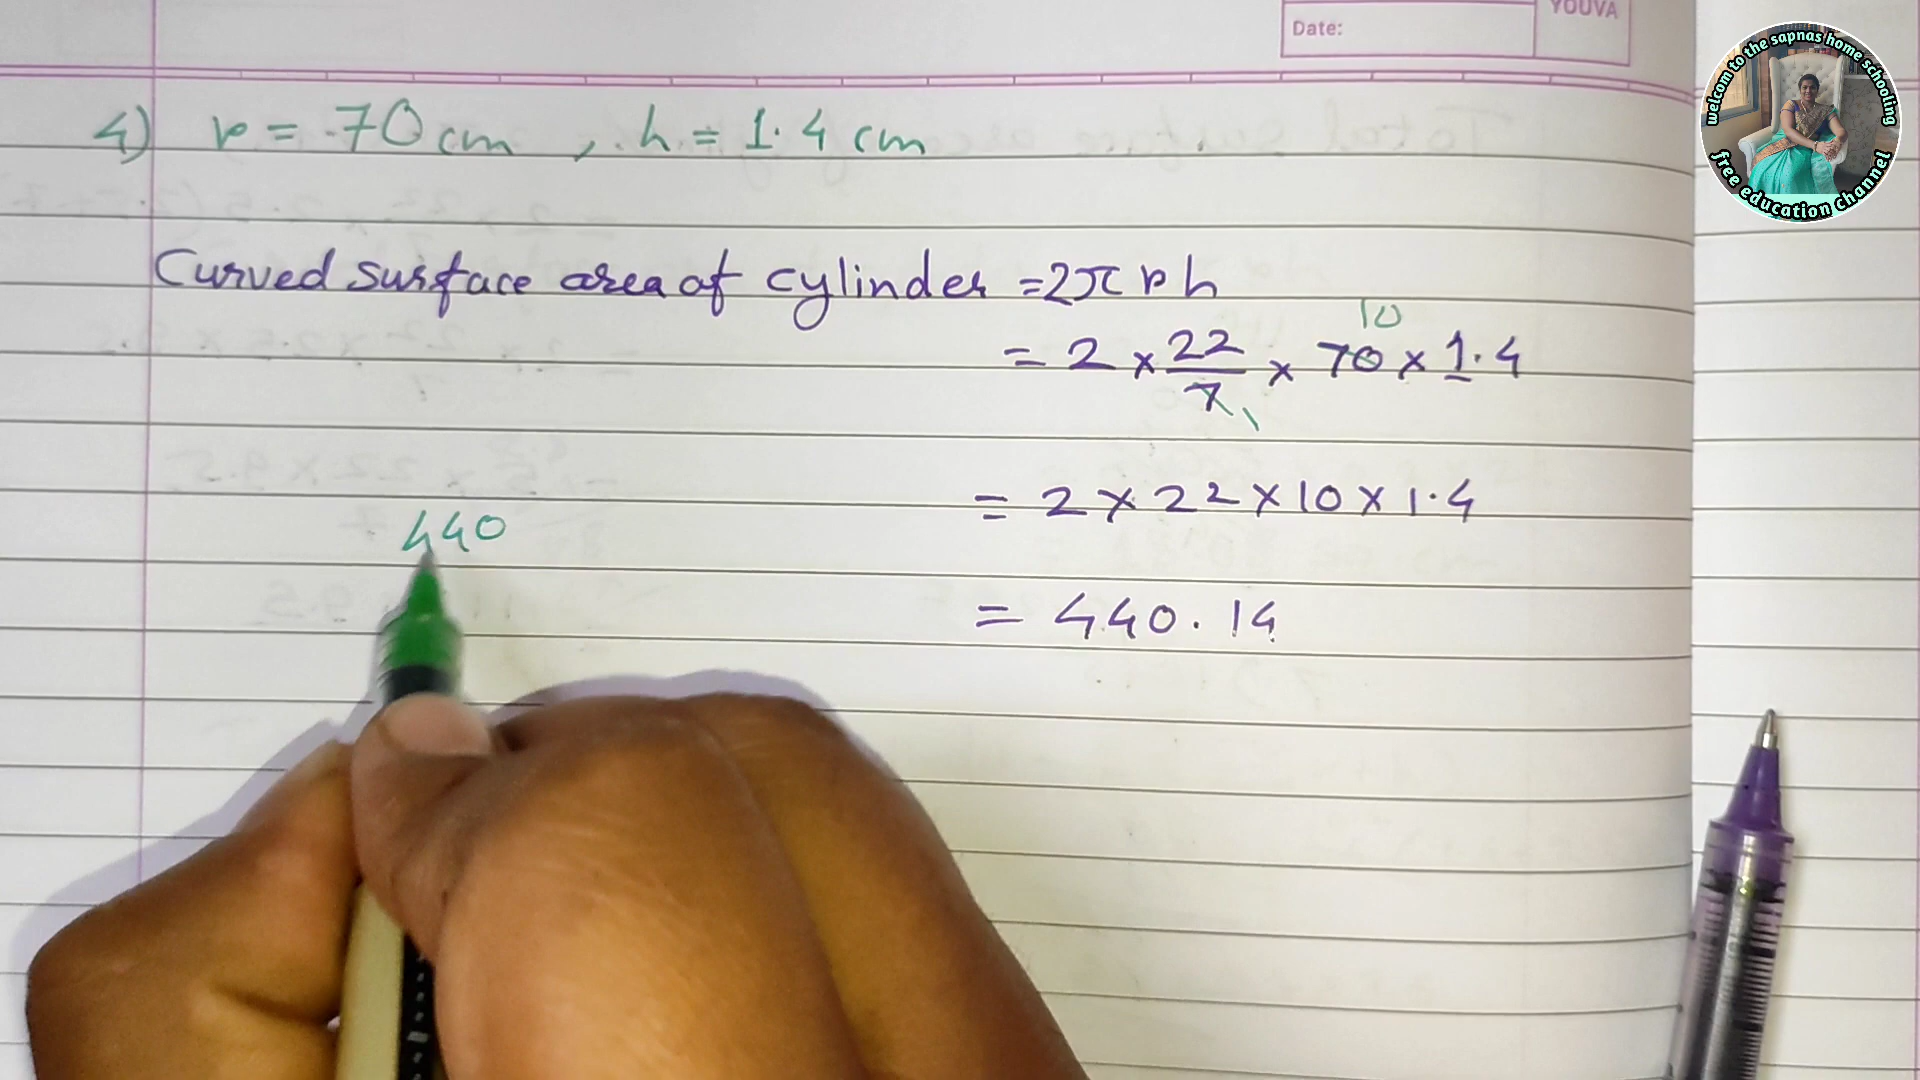 YOUVA
Date:
welcom to the sapnas home schooling
free education channel
4) r = 70 cm , h = 1.4 cm
Curved surface area of cylinder = 2π r h
10
= 2 × 22/7 × 70 × 1.4
1
= 2 × 22 × 10 × 1.4
440
= 440. 14